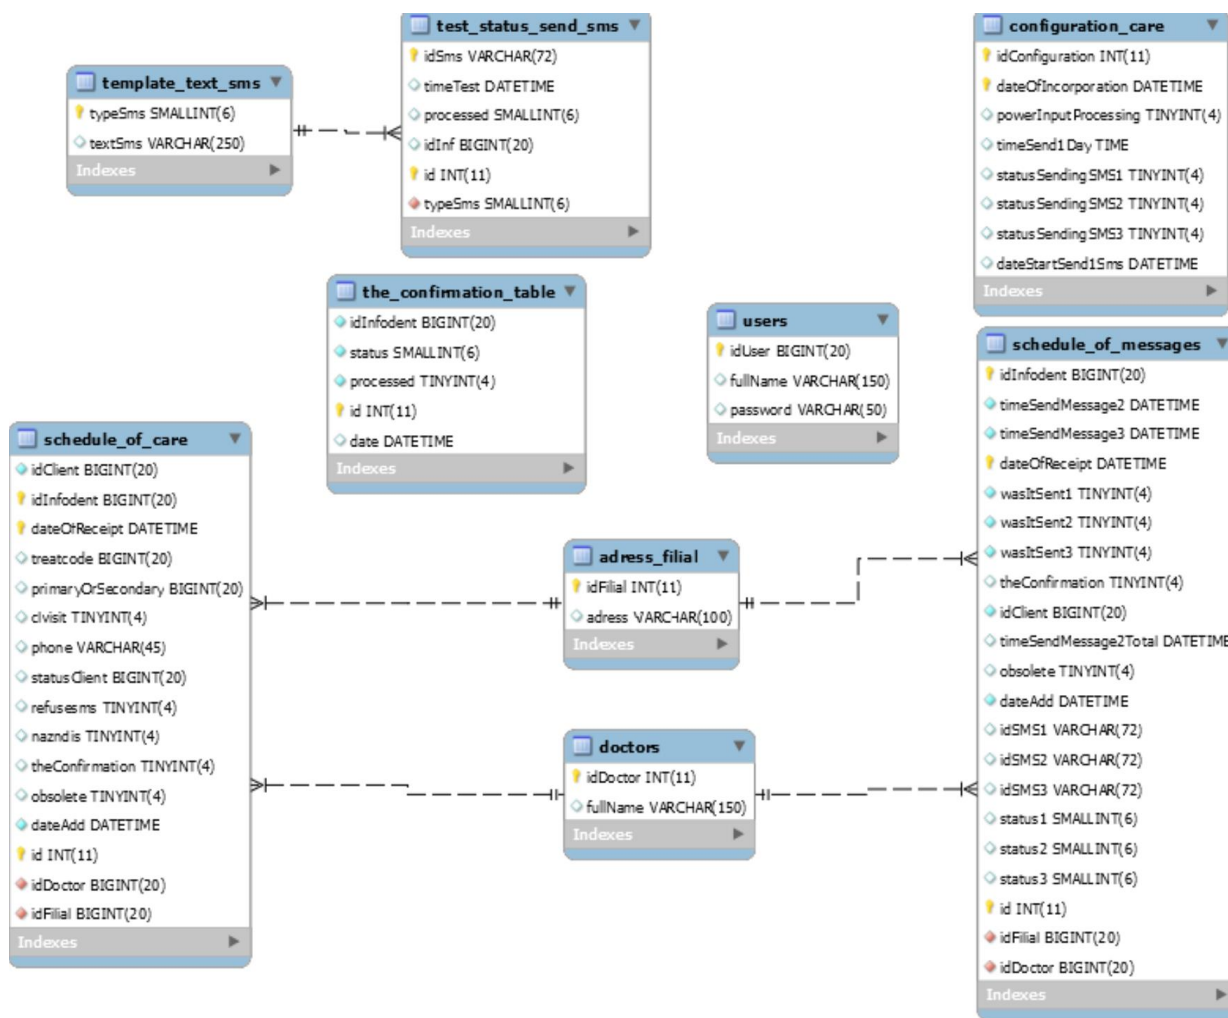 template_text_sms
typeSms SMALLINT(6)
textSms VARCHAR(250)
Indexes
test_status_send_sms
idSms VARCHAR(72)
timeTest DATETIME
processed SMALLINT(6)
idInf BIGINT(20)
id INT(11)
typeSms SMALLINT(6)
Indexes
configuration_care
idConfiguration INT(11)
dateOfIncorporation DATETIME
powerInputProcessing TINYINT(4)
timeSend1Day TIME
statusSendingSMS1 TINYINT(4)
statusSendingSMS2 TINYINT(4)
statusSendingSMS3 TINYINT(4)
dateStartSend1Sms DATETIME
Indexes
the_confirmation_table
idInfodent BIGINT(20)
status SMALLINT(6)
processed TINYINT(4)
id INT(11)
date DATETIME
Indexes
users
idUser BIGINT(20)
fullName VARCHAR(150)
password VARCHAR(50)
Indexes
schedule_of_care
idClient BIGINT(20)
idInfodent BIGINT(20)
dateOfReceipt DATETIME
treatcode BIGINT(20)
primaryOrSecondary BIGINT(20)
clvisit TINYINT(4)
phone VARCHAR(45)
statusClient BIGINT(20)
refusesms TINYINT(4)
nazndis TINYINT(4)
theConfirmation TINYINT(4)
obsolete TINYINT(4)
dateAdd DATETIME
id INT(11)
idDoctor BIGINT(20)
idFilial BIGINT(20)
Indexes
adress_filial
idFilial INT(11)
adress VARCHAR(100)
Indexes
doctors
idDoctor INT(11)
fullName VARCHAR(150)
Indexes
schedule_of_messages
idInfodent BIGINT(20)
timeSendMessage2 DATETIME
timeSendMessage3 DATETIME
dateOfReceipt DATETIME
wasItSent1 TINYINT(4)
wasItSent2 TINYINT(4)
wasItSent3 TINYINT(4)
theConfirmation TINYINT(4)
idClient BIGINT(20)
timeSendMessage2Total DATETIME
obsolete TINYINT(4)
dateAdd DATETIME
idSMS1 VARCHAR(72)
idSMS2 VARCHAR(72)
idSMS3 VARCHAR(72)
status1 SMALLINT(6)
status2 SMALLINT(6)
status3 SMALLINT(6)
id INT(11)
idFilial BIGINT(20)
idDoctor BIGINT(20)
Indexes